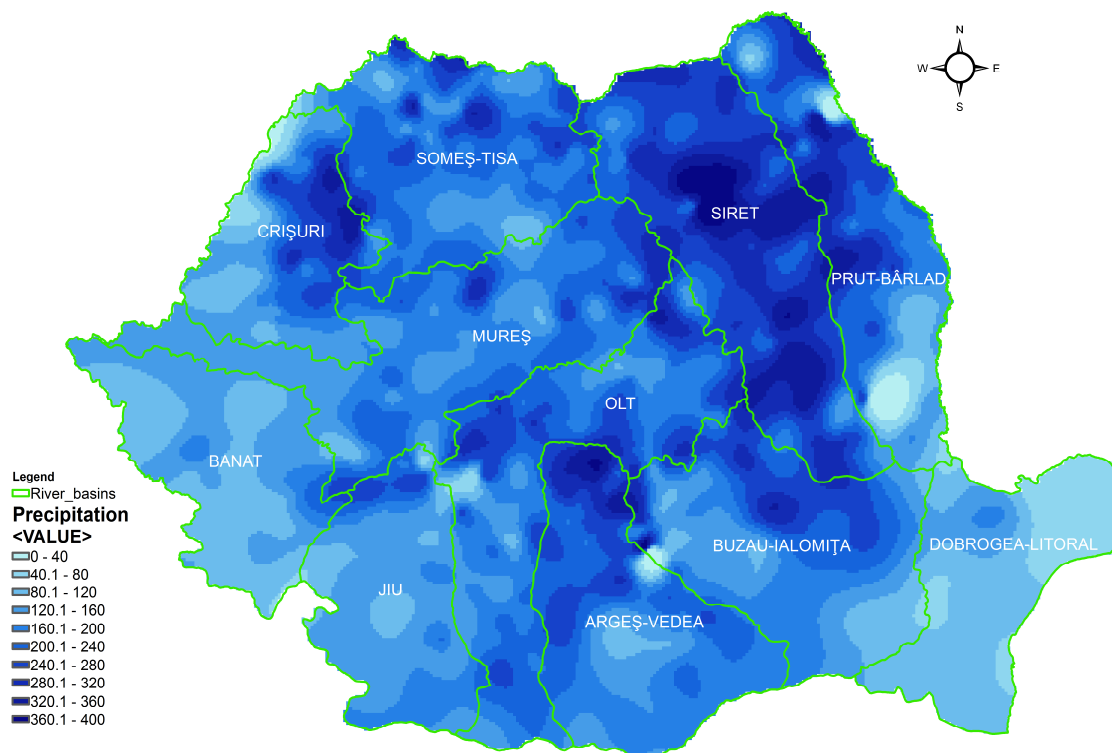 N
W E
S
SOMEŞ-TISA
SIRET
CRIŞURI
PRUT-BÂRLAD
MUREŞ
OLT
BANAT
BUZAU-IALOMIŢA
DOBROGEA-LITORAL
JIU
ARGEŞ-VEDEA
Legend
River_basins
Precipitation
<VALUE>
0 - 40
40.1 - 80
80.1 - 120
120.1 - 160
160.1 - 200
200.1 - 240
240.1 - 280
280.1 - 320
320.1 - 360
360.1 - 400